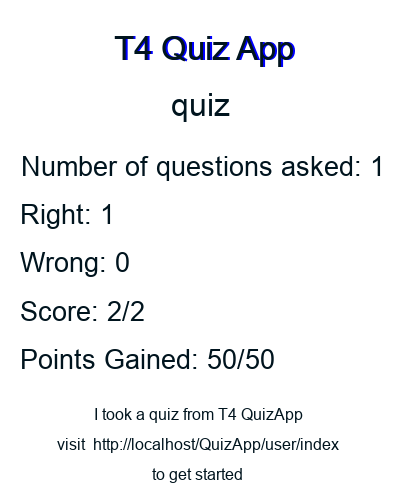 T4 Quiz App
quiz
Number of questions asked: 1
Right: 1
Wrong: 0
Score: 2/2
Points Gained: 50/50
I took a quiz from T4 QuizApp
visit http://localhost/QuizApp/user/index
to get started